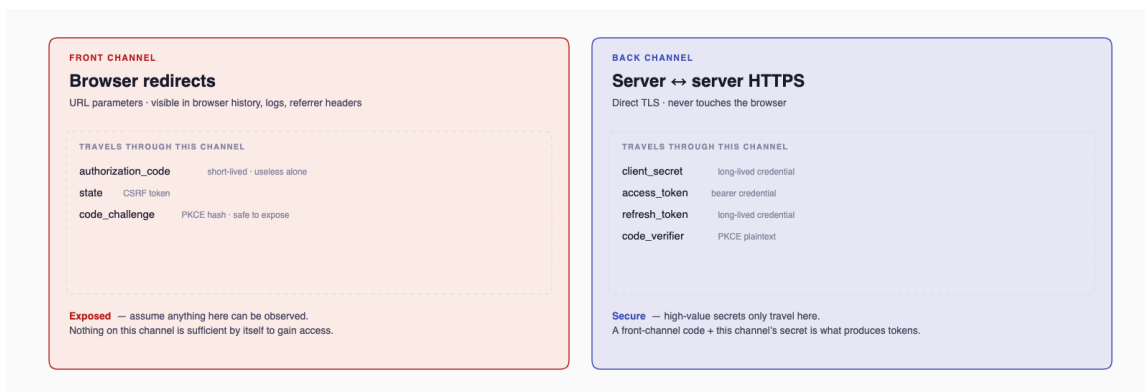 FRONT CHANNEL
Browser redirects
URL parameters · visible in browser history, logs, referrer headers
TRAVELS THROUGH THIS CHANNEL
authorization_code short-lived · useless alone
state CSRF token
code_challenge PKCE hash · safe to expose
Exposed — assume anything here can be observed.
Nothing on this channel is sufficient by itself to gain access.
BACK CHANNEL
Server ↔ server HTTPS
Direct TLS · never touches the browser
TRAVELS THROUGH THIS CHANNEL
client_secret long-lived credential
access_token bearer credential
refresh_token long-lived credential
code_verifier PKCE plaintext
Secure — high-value secrets only travel here.
A front-channel code + this channel's secret is what produces tokens.